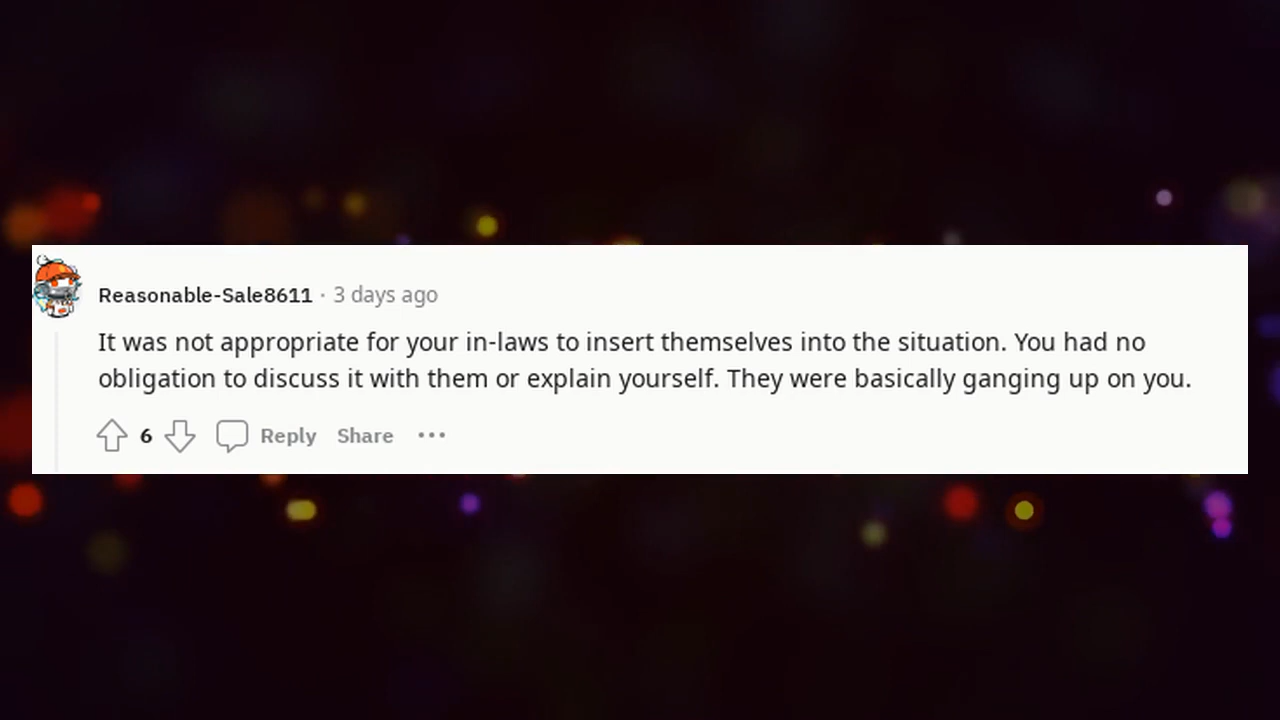 Reasonable-Sale8611 · 3 days ago
It was not appropriate for your in-laws to insert themselves into the situation. You had no
obligation to discuss it with them or explain yourself. They were basically ganging up on you.
6 Reply Share ···